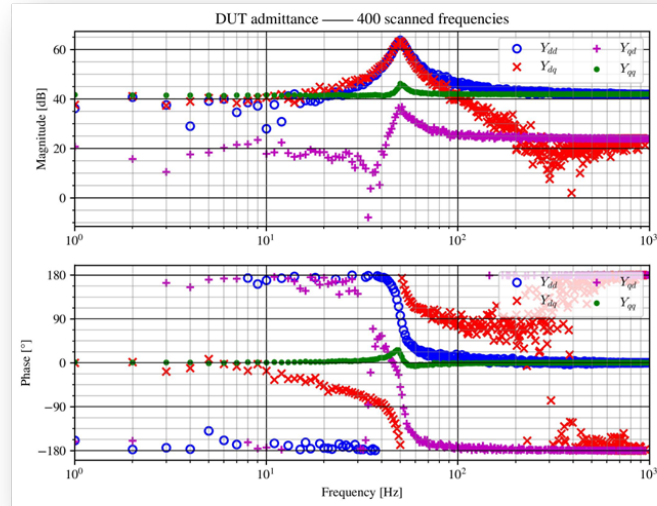 DUT admittance —— 400 scanned frequencies
Magnitude [dB]
60
40
20
0
Y_dd
Y_dq
Y_qd
Y_qq
10^0
10^1
10^2
10^3
Phase [°]
180
90
0
−90
−180
Y_dd
Y_dq
Y_qd
Y_qq
10^0
10^1
10^2
10^3
Frequency [Hz]